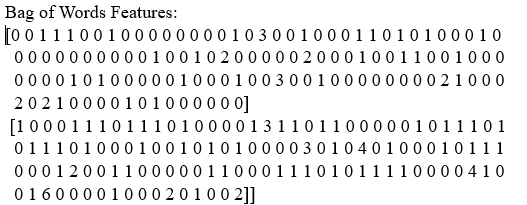 Bag of Words Features:
[[0 0 1 1 1 0 0 1 0 0 0 0 0 0 0 0 1 0 3 0 0 1 0 0 0 1 1 0 1 0 1 0 0 0 1 0
0 0 0 0 0 0 0 0 0 0 0 1 0 0 1 0 2 0 0 0 0 0 2 0 0 0 1 0 0 1 1 0 0 1 0 0 0
0 0 0 0 1 0 1 0 0 0 0 0 1 0 0 0 1 0 0 3 0 0 1 0 0 0 0 0 0 0 0 2 1 0 0 0
2 0 2 1 0 0 0 0 1 0 1 0 0 0 0 0 0]
[1 0 0 0 1 1 1 0 1 1 1 0 1 0 0 0 0 1 3 1 1 0 1 1 0 0 0 0 0 1 0 1 1 1 0 1
0 1 1 1 0 1 0 0 0 1 0 0 1 0 1 0 1 0 0 0 0 3 0 1 0 4 0 1 0 0 0 1 0 1 1 1
0 0 0 1 2 0 0 1 1 0 0 0 0 0 1 1 0 0 0 1 1 1 0 1 0 1 1 1 1 0 0 0 0 4 1 0
0 1 6 0 0 0 0 1 0 0 0 2 0 1 0 0 2]]